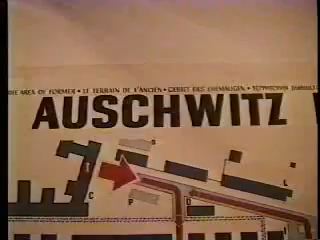 AREA OF FORMER • LE TERRAIN DE L'ANCIEN • GEBIET DES EHEMALIGEN •
AUSCHWITZ
C
P
D
L